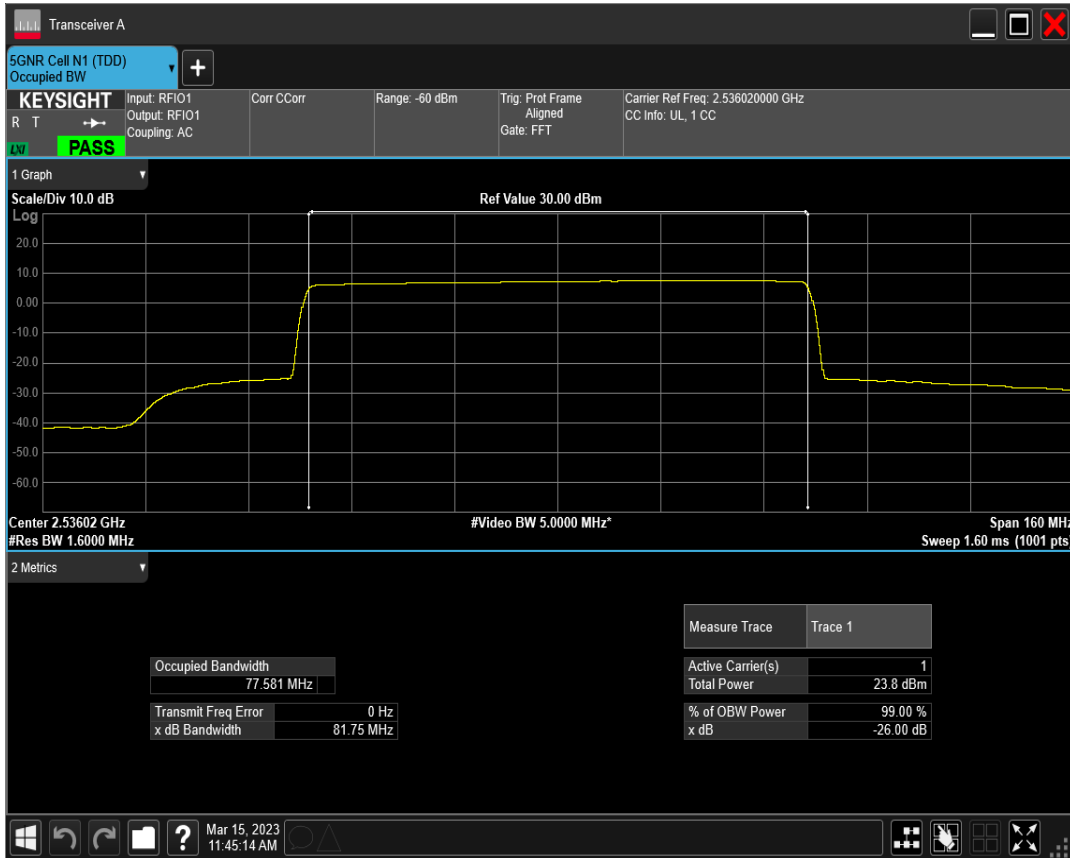 Transceiver A
5GNR Cell N1 (TDD)
Occupied BW
KEYSIGHT
R T
LXI
PASS
Input: RFIO1
Output: RFIO1
Coupling: AC
Corr CCorr
Range: -60 dBm
Trig: Prot Frame
Aligned
Gate: FFT
Carrier Ref Freq: 2.536020000 GHz
CC Info: UL, 1 CC
1 Graph
Scale/Div 10.0 dB
Ref Value 30.00 dBm
Log
20.0
10.0
0.00
-10.0
-20.0
-30.0
-40.0
-50.0
-60.0
Center 2.53602 GHz
#Video BW 5.0000 MHz*
Span 160 MHz
#Res BW 1.6000 MHz
Sweep 1.60 ms (1001 pts)
2 Metrics
Measure Trace Trace 1
Occupied Bandwidth
77.581 MHz
Active Carrier(s) 1
Total Power 23.8 dBm
Transmit Freq Error 0 Hz
x dB Bandwidth 81.75 MHz
% of OBW Power 99.00 %
x dB -26.00 dB
Mar 15, 2023
11:45:14 AM